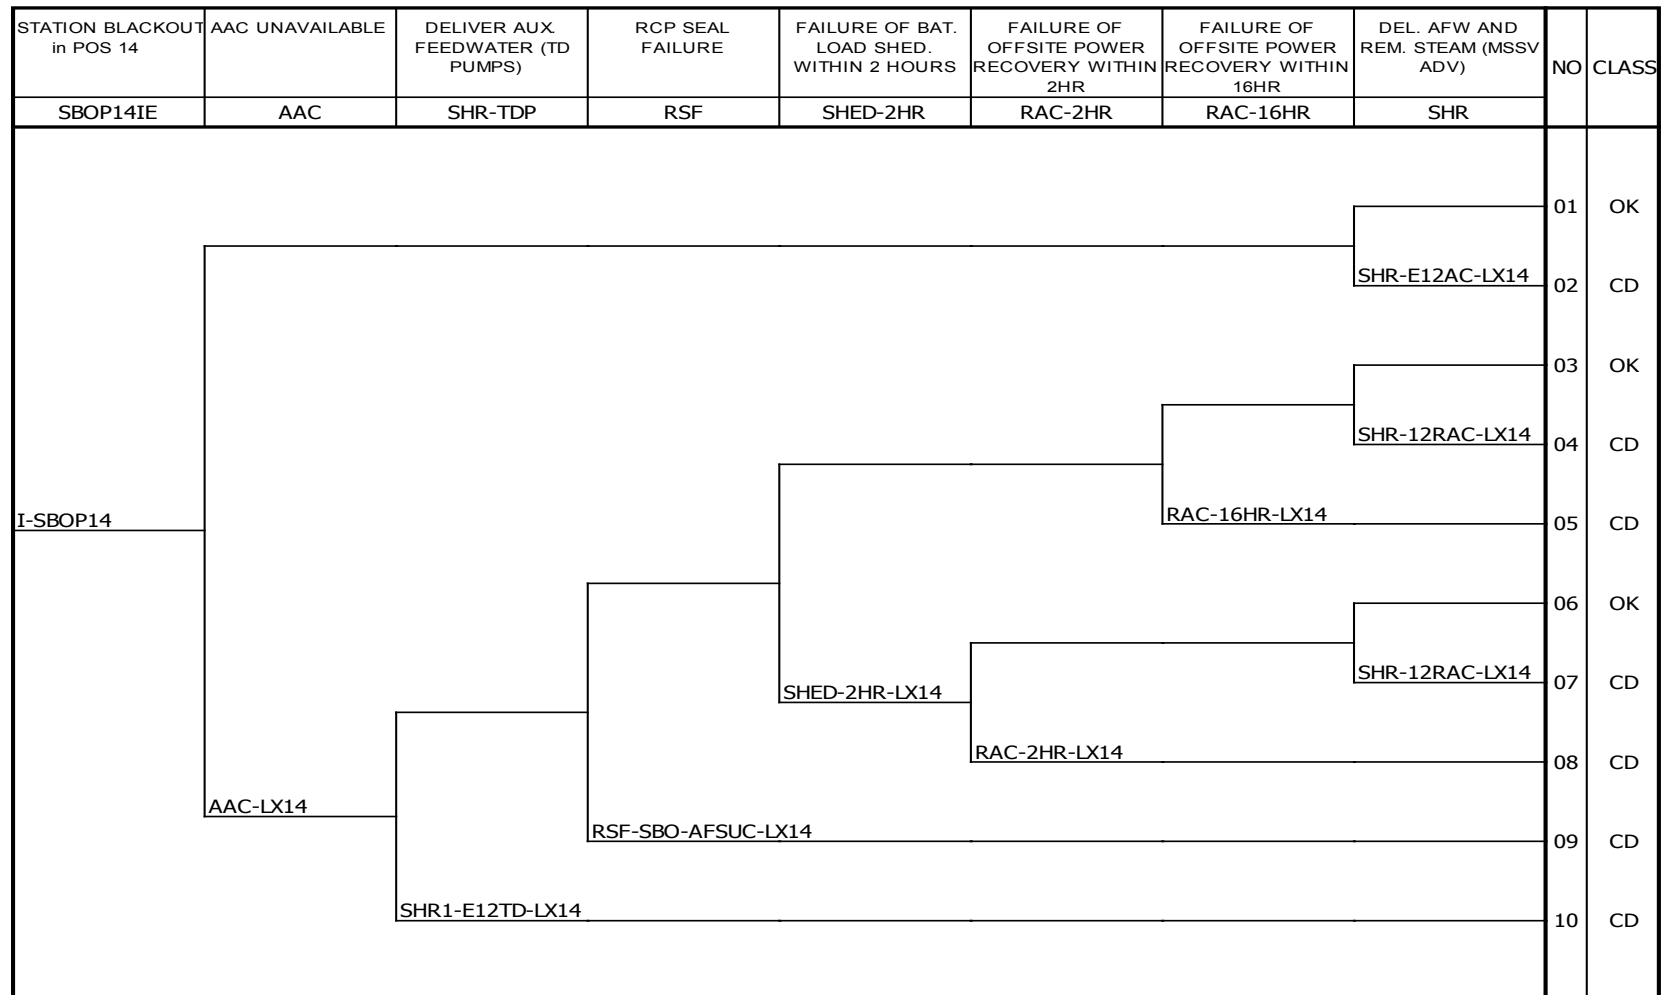 STATION BLACKOUT
in POS 14
AAC UNAVAILABLE
DELIVER AUX.
FEEDWATER (TD
PUMPS)
RCP SEAL
FAILURE
FAILURE OF BAT.
LOAD SHED.
WITHIN 2 HOURS
FAILURE OF
OFFSITE POWER
RECOVERY WITHIN
2HR
FAILURE OF
OFFSITE POWER
RECOVERY WITHIN
16HR
DEL. AFW AND
REM. STEAM (MSSV
ADV)
NO
CLASS
SBOP14IE
AAC
SHR-TDP
RSF
SHED-2HR
RAC-2HR
RAC-16HR
SHR
01 OK
SHR-E12AC-LX14
02 CD
03 OK
SHR-12RAC-LX14
04 CD
I-SBOP14
RAC-16HR-LX14
05 CD
06 OK
SHR-12RAC-LX14
07 CD
SHED-2HR-LX14
RAC-2HR-LX14
08 CD
AAC-LX14
RSF-SBO-AFSUC-LX14
09 CD
SHR1-E12TD-LX14
10 CD